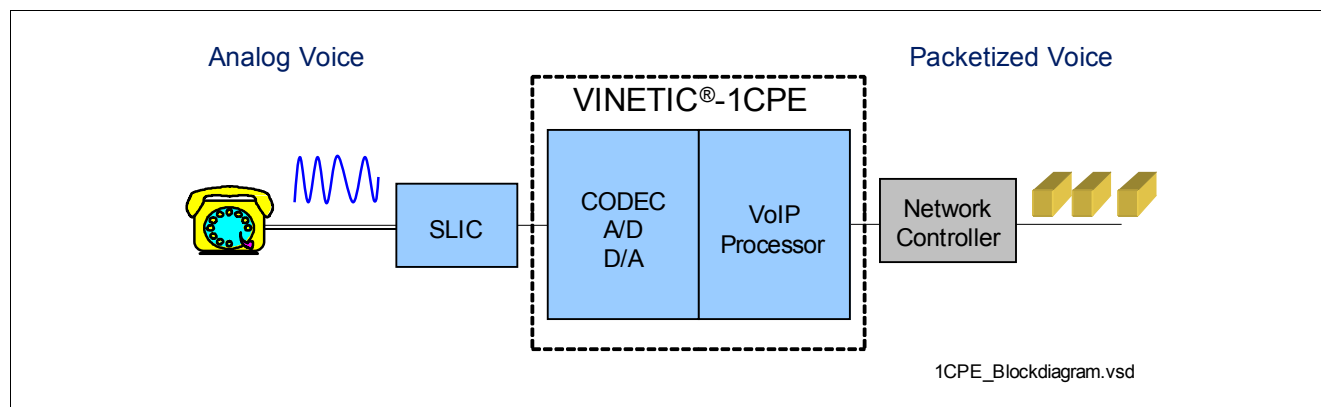 Analog Voice
Packetized Voice
VINETIC®-1CPE
SLIC
CODEC
A/D
D/A
VoIP
Processor
Network
Controller
1CPE_Blockdiagram.vsd